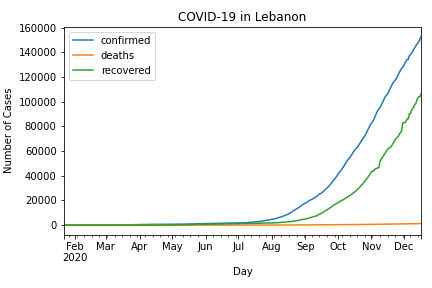 COVID-19 in Lebanon
confirmed
deaths
recovered
Number of Cases
160000
140000
120000
100000
80000
60000
40000
20000
0
Feb Mar Apr May Jun Jul Aug Sep Oct Nov Dec
2020
Day